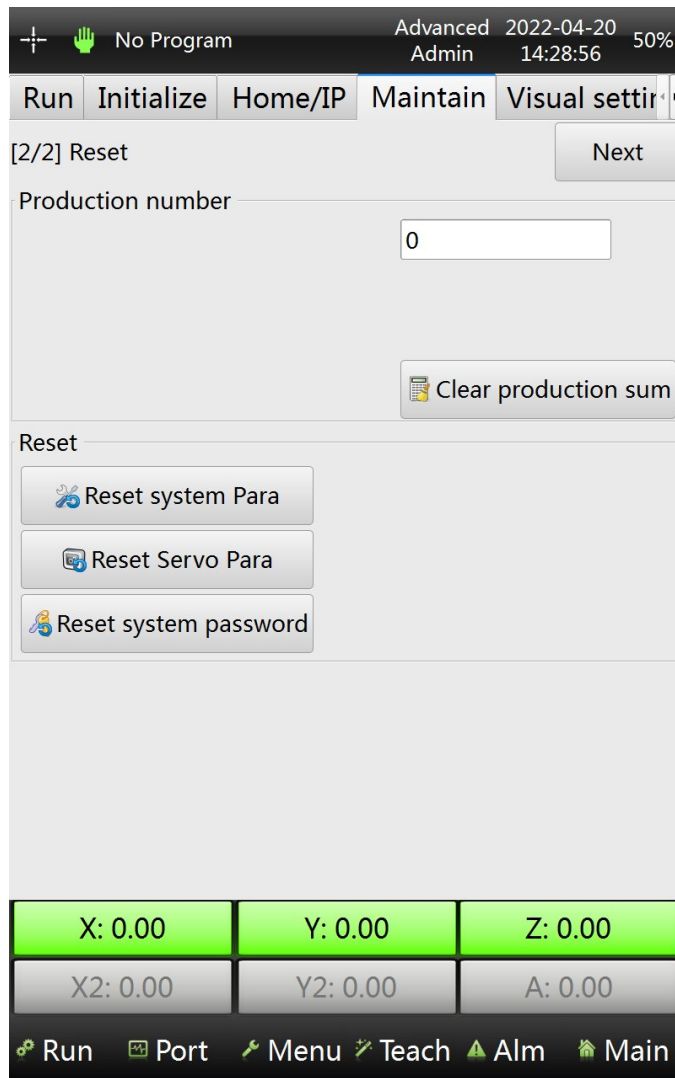 No Program
Advanced Admin
2022-04-20 14:28:56
50%
Run Initialize Home/IP Maintain Visual settir
[2/2] Reset
Next
Production number
0
Clear production sum
Reset
Reset system Para
Reset Servo Para
Reset system password
X: 0.00 Y: 0.00 Z: 0.00
X2: 0.00 Y2: 0.00 A: 0.00
Run Port Menu Teach Alm Main